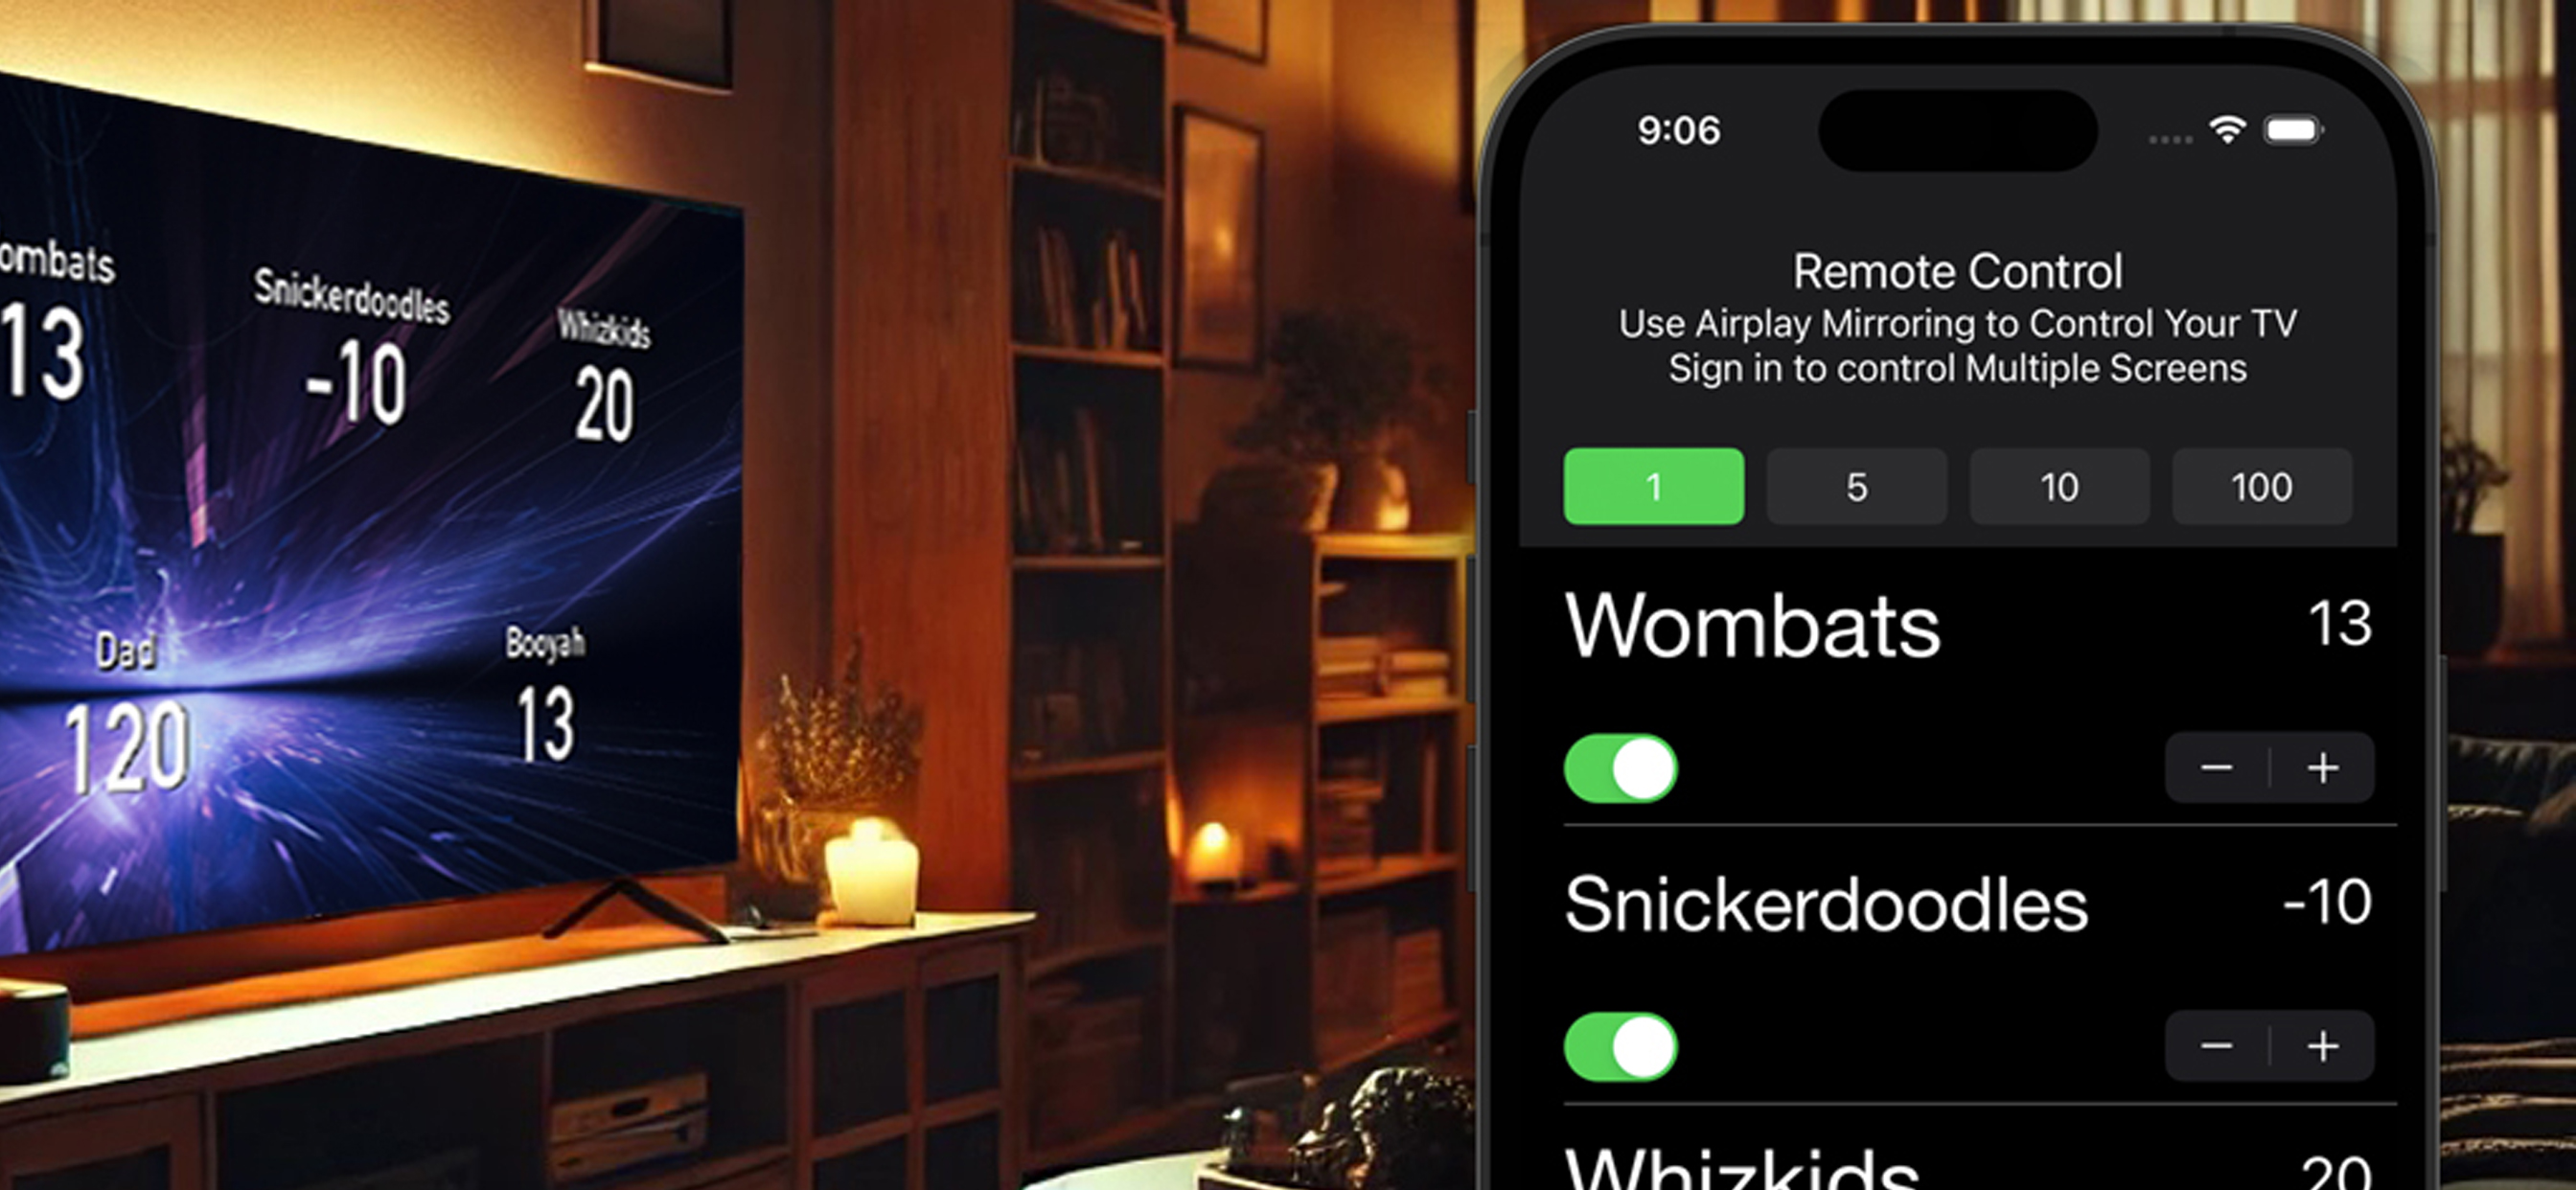 ombats
13
Snickerdoodles
-10
Whizkids
20
Dad
120
Booyah
13
9:06
Remote Control
Use Airplay Mirroring to Control Your TV
Sign in to control Multiple Screens
1
5
10
100
Wombats
13
− +
Snickerdoodles
-10
− +
Whizkids
20